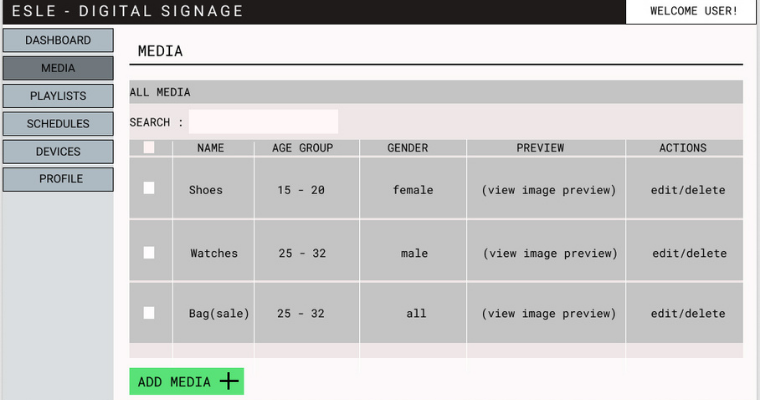 ESLE - DIGITAL SIGNAGE WELCOME USER!
DASHBOARD
MEDIA
PLAYLISTS
SCHEDULES
DEVICES
PROFILE
MEDIA
ALL MEDIA
SEARCH :
NAME AGE GROUP GENDER PREVIEW ACTIONS
Shoes 15 - 20 female (view image preview) edit/delete
Watches 25 - 32 male (view image preview) edit/delete
Bag(sale) 25 - 32 all (view image preview) edit/delete
ADD MEDIA +